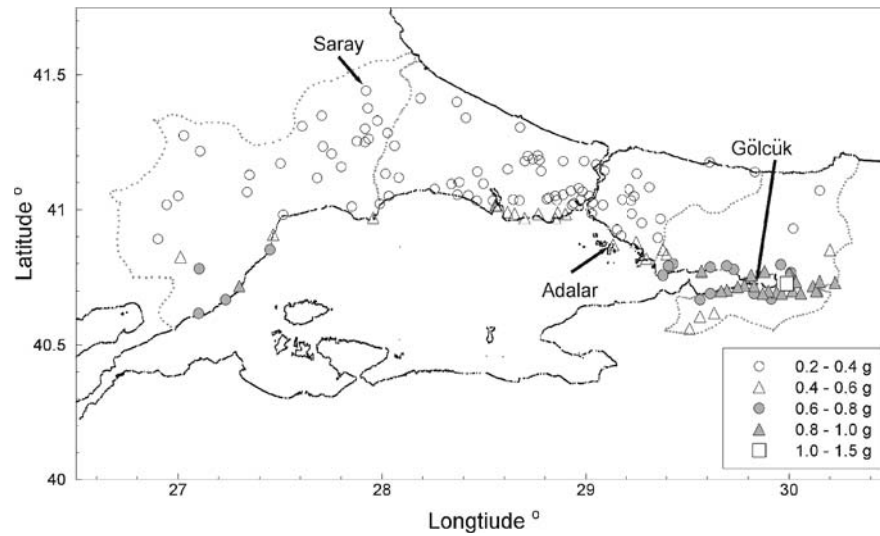 Saray
Gölcük
Adalar
41.5
41
40.5
40
Latitude °
27
28
29
30
Longtiude °
0.2 - 0.4 g
0.4 - 0.6 g
0.6 - 0.8 g
0.8 - 1.0 g
1.0 - 1.5 g